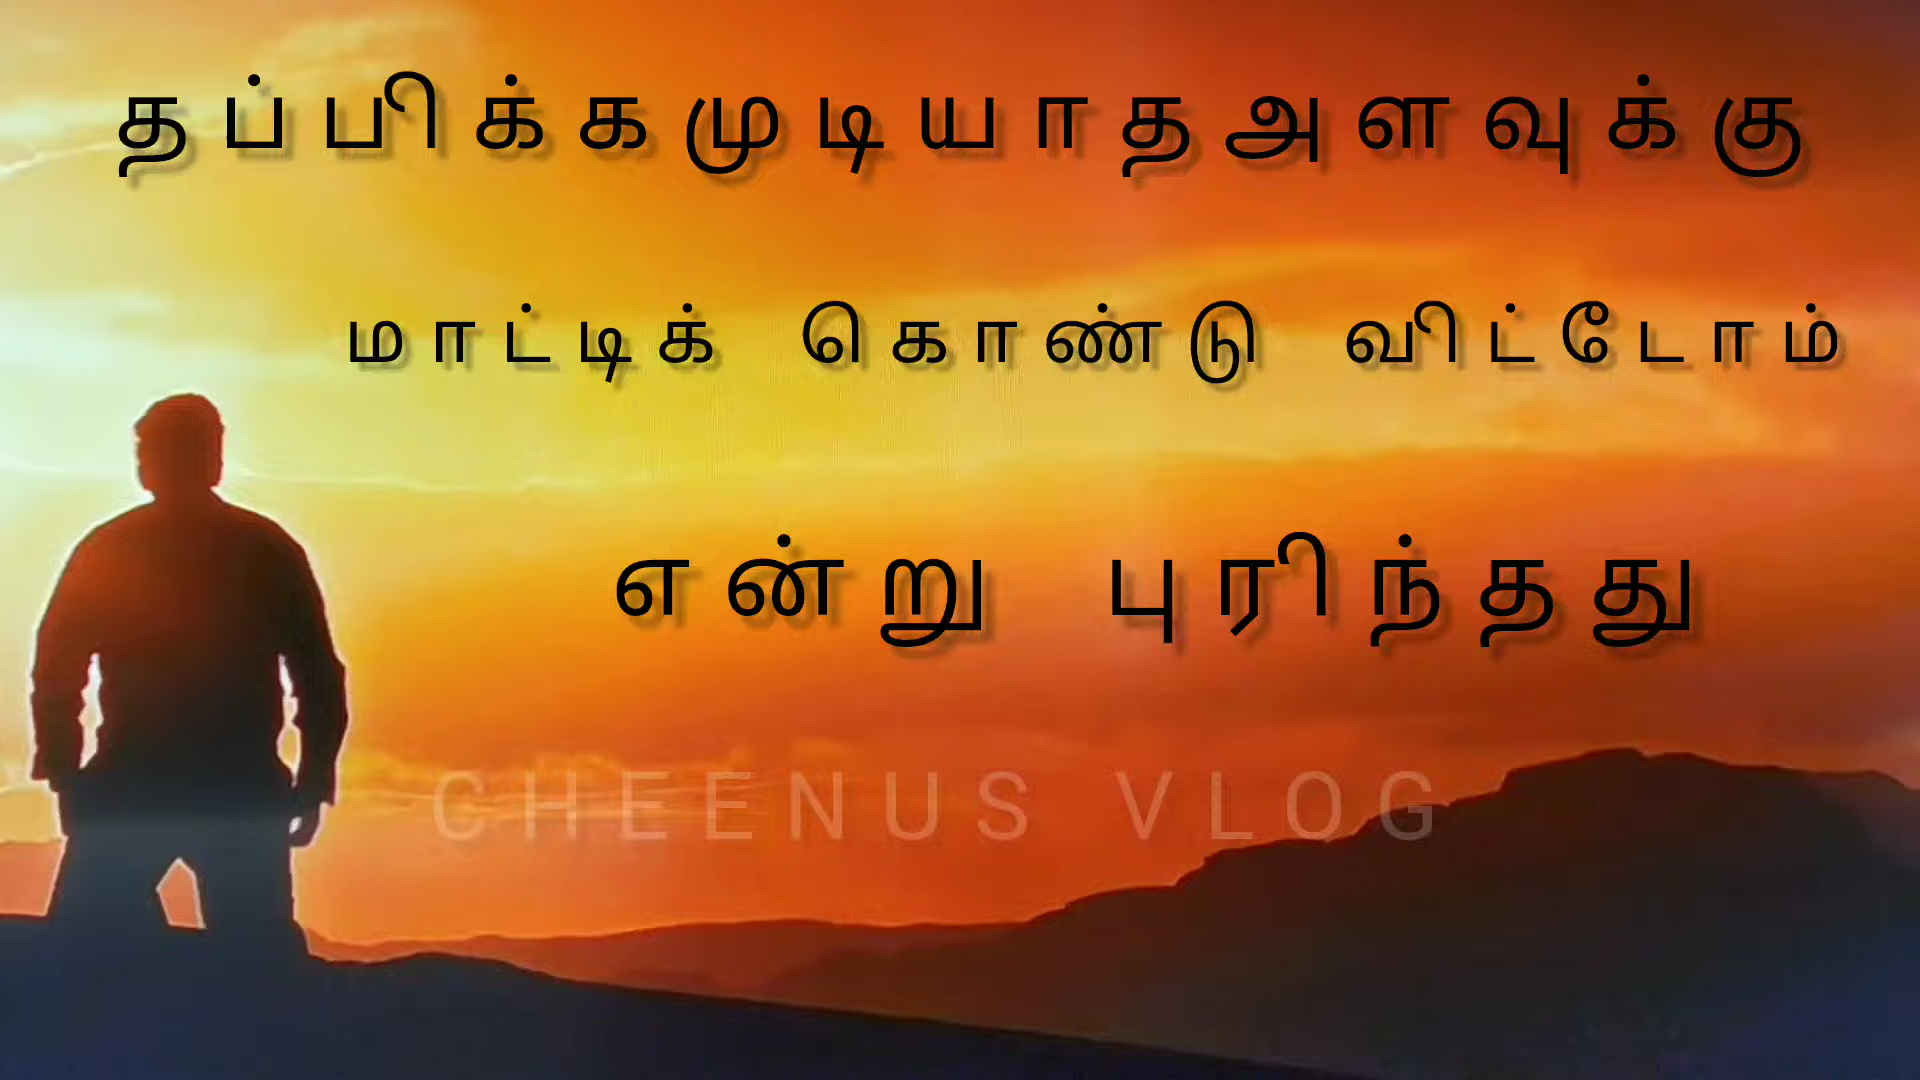 தப்பிக்கமுடியாதஅளவுக்கு
மாட்டிக் கொண்டு விட்டோம்
என்று புரிந்தது
CHEENUS VLOG